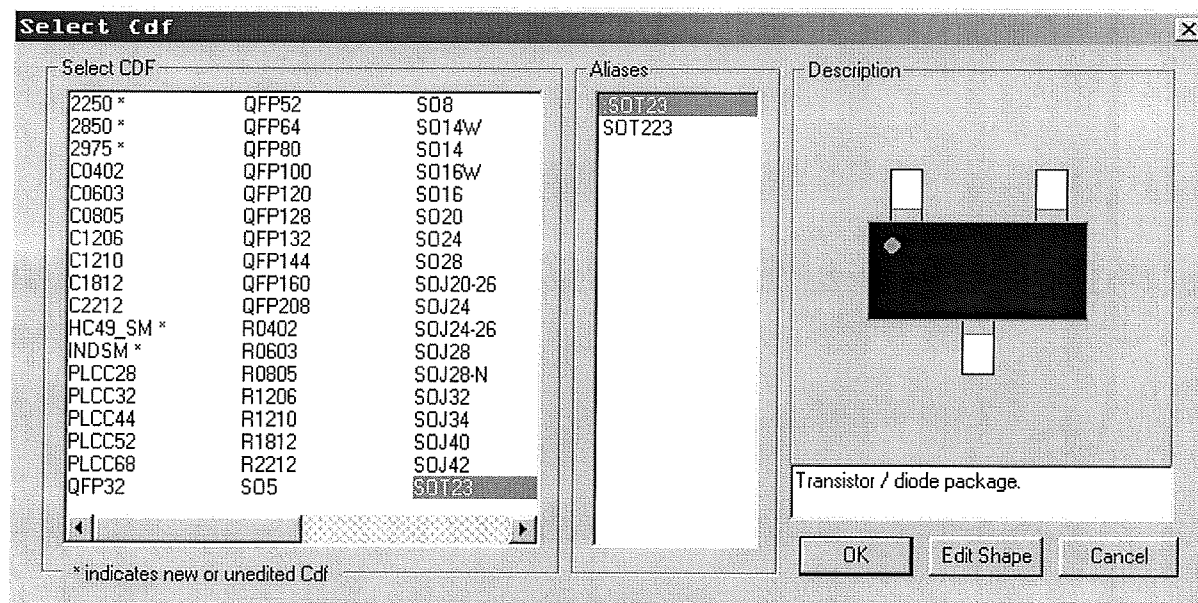 Select Cdf
Select CDF
2250 * QFP52 SO8
2850 * QFP64 SO14W
2975 * QFP80 SO14
C0402 QFP100 SO16W
C0603 QFP120 SO16
C0805 QFP128 SO20
C1206 QFP132 SO24
C1210 QFP144 SO28
C1812 QFP160 SOJ20-26
C2212 QFP208 SOJ24
HC49_SM * R0402 SOJ24-26
INDSM * R0603 SOJ28
PLCC28 R0805 SOJ28-N
PLCC32 R1206 SOJ32
PLCC44 R1210 SOJ34
PLCC52 R1812 SOJ40
PLCC68 R2212 SOJ42
QFP32 SO5 SOT23
* indicates new or unedited Cdf
Aliases
SOT23
SOT223
Description
Transistor / diode package.
OK Edit Shape Cancel